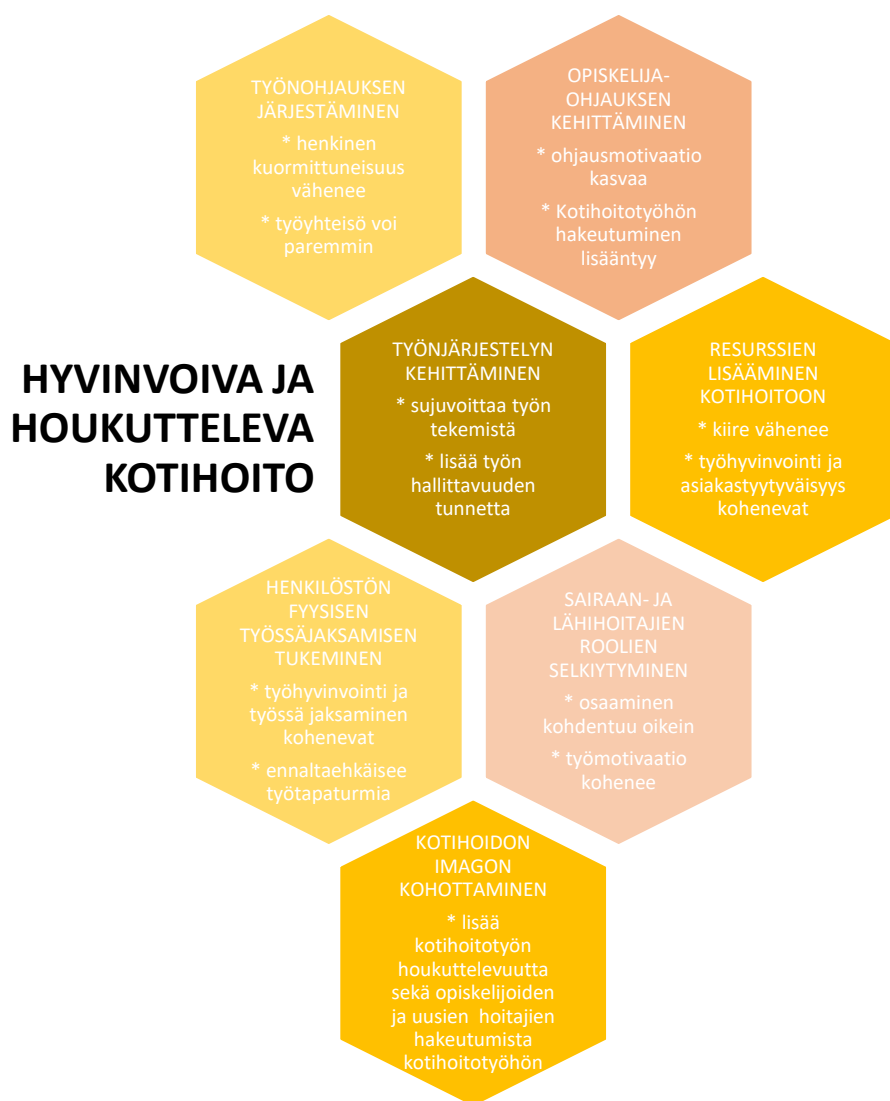 TYÖNOHJAUKSEN
JÄRJESTÄMINEN
* henkinen
kuormittuneisuus
vähenee
* työyhteisö voi
paremmin
OPISKELIJA-
OHJAUKSEN
KEHITTÄMINEN
* ohjausmotivaatio
kasvaa
* Kotihoitotyöhön
hakeutuminen
lisääntyy
HYVINVOIVA JA
HOUKUTTELEVA
KOTIHOITO
TYÖNJÄRJESTELYN
KEHITTÄMINEN
* sujuvoittaa työn
tekemistä
* lisää työn
hallittavuuden
tunnetta
RESURSSIEN
LISÄÄMINEN
KOTIHOITOON
* kiire vähenee
* työhyvinvointi ja
asiakastyytyväisyys
kohenevat
HENKILÖSTÖN
FYYSISEN
TYÖSSÄJAKSAMISEN
TUKEMINEN
* työhyvinvointi ja
työssä jaksaminen
kohenevat
* ennaltaehkäisee
työtapaturmia
SAIRAAN- JA
LÄHIHOITAJIEN
ROOLIEN
SELKIYTYMINEN
* osaaminen
kohdentuu oikein
* työmotivaatio
kohenee
KOTIHOIDON
IMAGON
KOHOTTAMINEN
* lisää
kotihoitotyön
houkuttelevuutta
sekä opiskelijoiden
ja uusien hoitajien
hakeutumista
kotihoitotyöhön